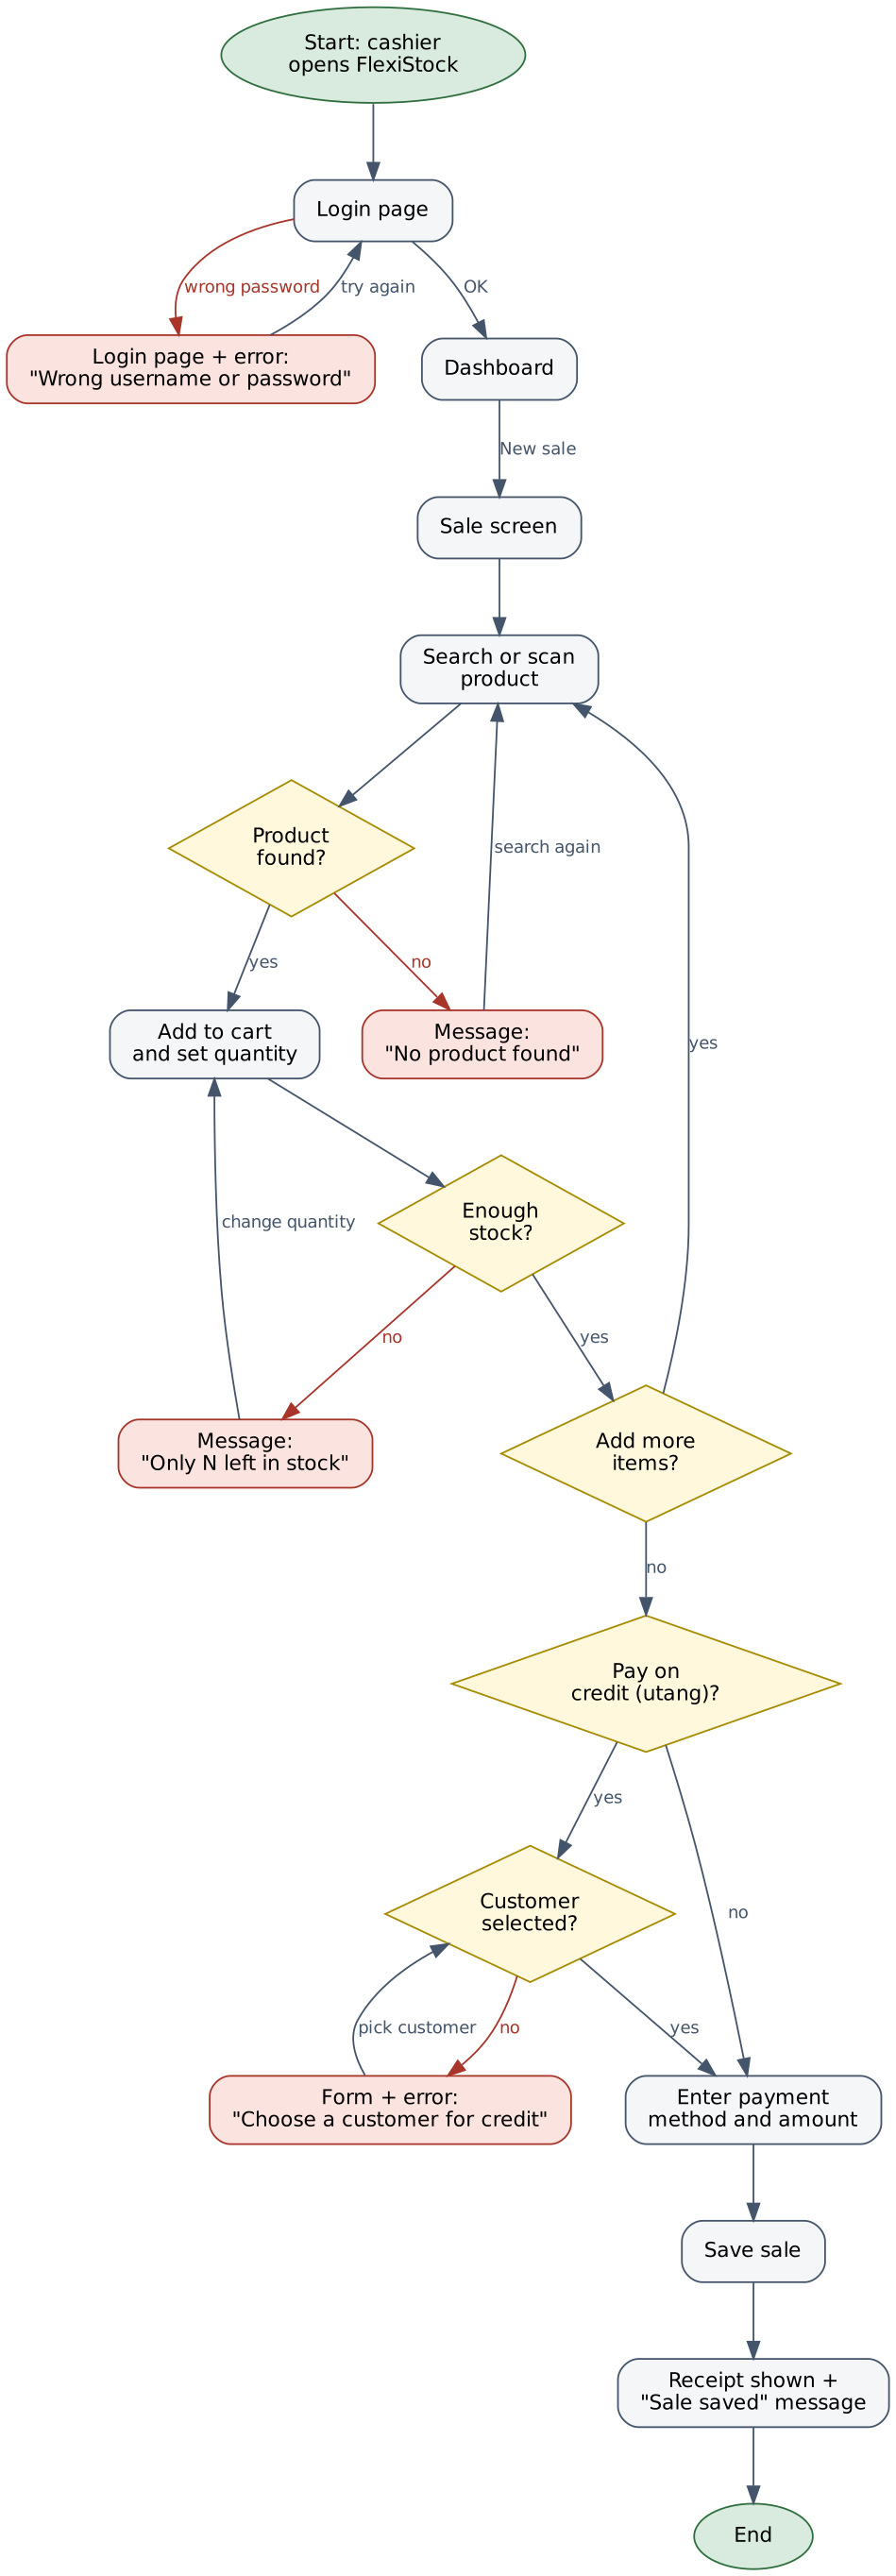 Start: cashier
opens FlexiStock
Login page
wrong password
try again
OK
Login page + error:
"Wrong username or password"
Dashboard
New sale
Sale screen
Search or scan
product
Product
found?
search again
yes
no
Add to cart
and set quantity
Message:
"No product found"
yes
Enough
stock?
change quantity
no
yes
Message:
"Only N left in stock"
Add more
items?
no
Pay on
credit (utang)?
yes
no
Customer
selected?
pick customer
no
yes
Form + error:
"Choose a customer for credit"
Enter payment
method and amount
Save sale
Receipt shown +
"Sale saved" message
End